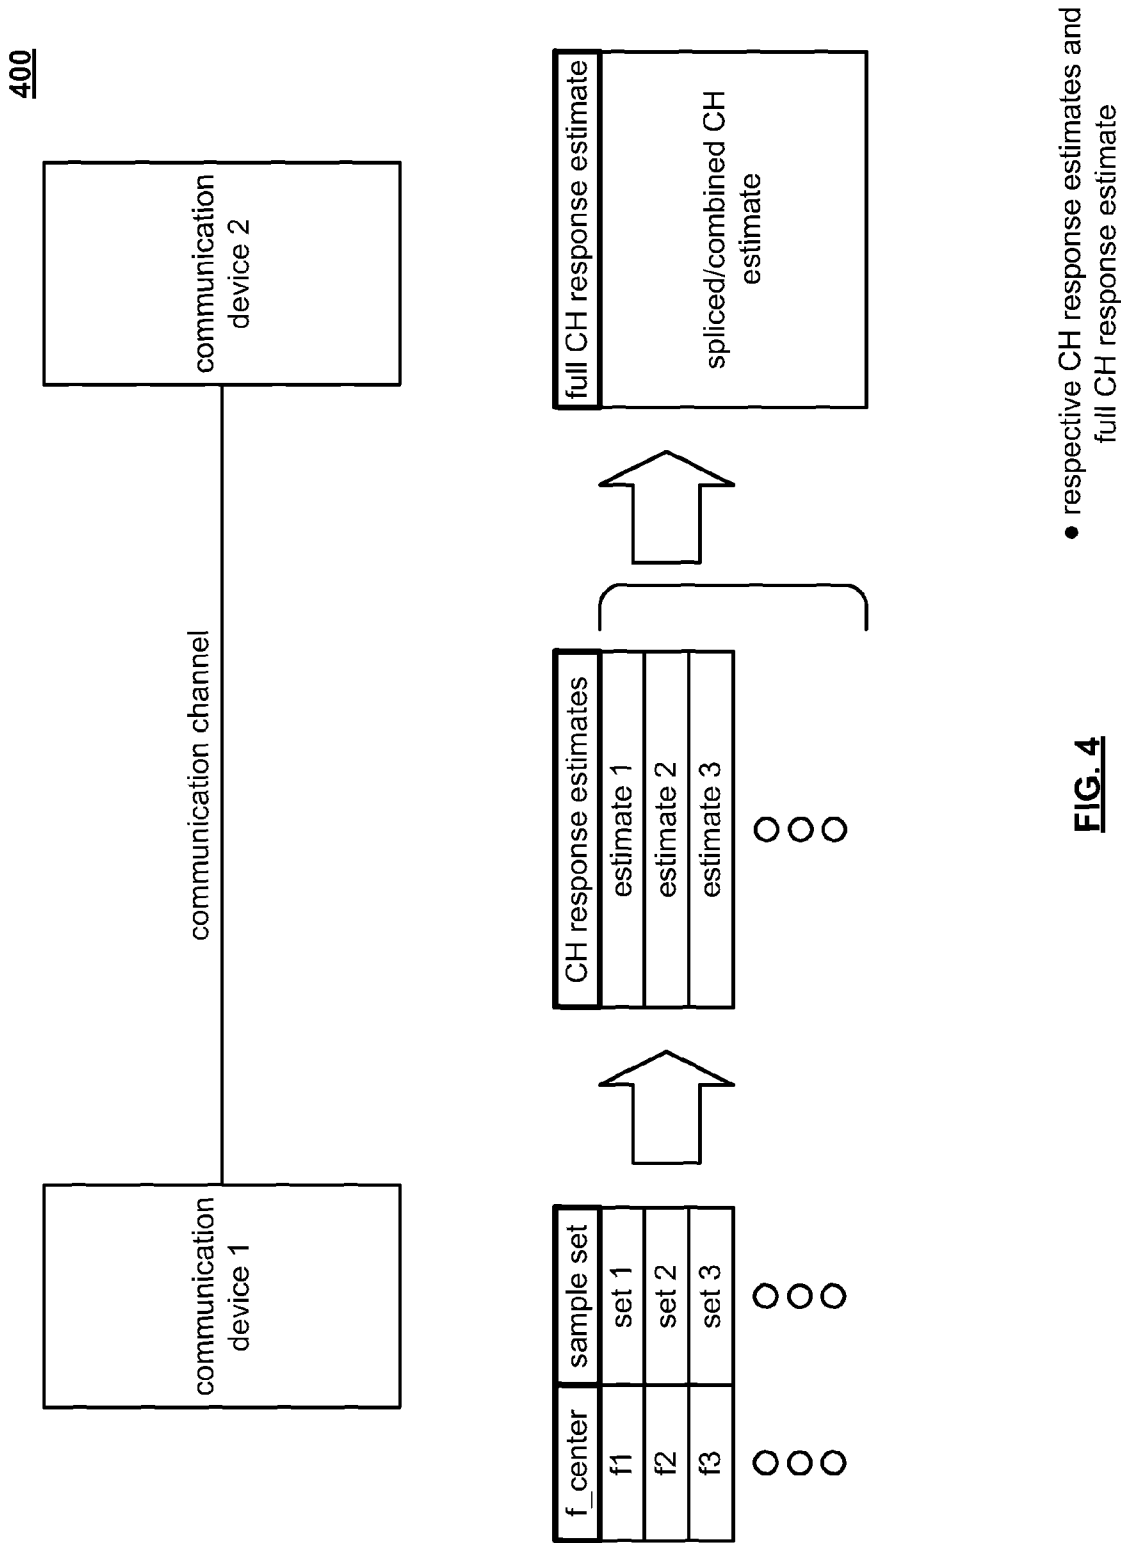 400
communication
device 1
communication channel
communication
device 2
f_center
sample set
f1
set 1
f2
set 2
f3
set 3
CH response estimates
estimate 1
estimate 2
estimate 3
full CH response estimate
spliced/combined CH
estimate
FIG. 4
• respective CH response estimates and
full CH response estimate